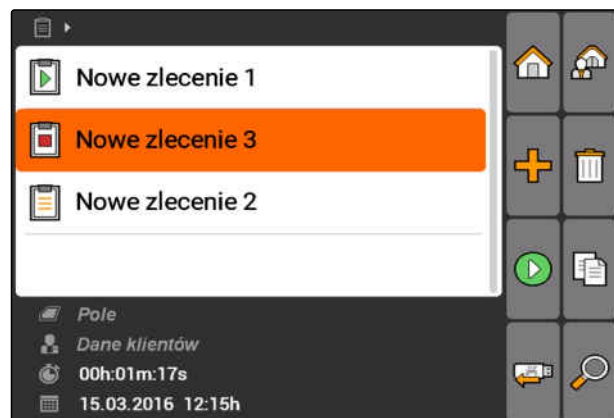 Nowe zlecenie 1
Nowe zlecenie 3
Nowe zlecenie 2
Pole
Dane klientów
00h:01m:17s
15.03.2016 12:15h